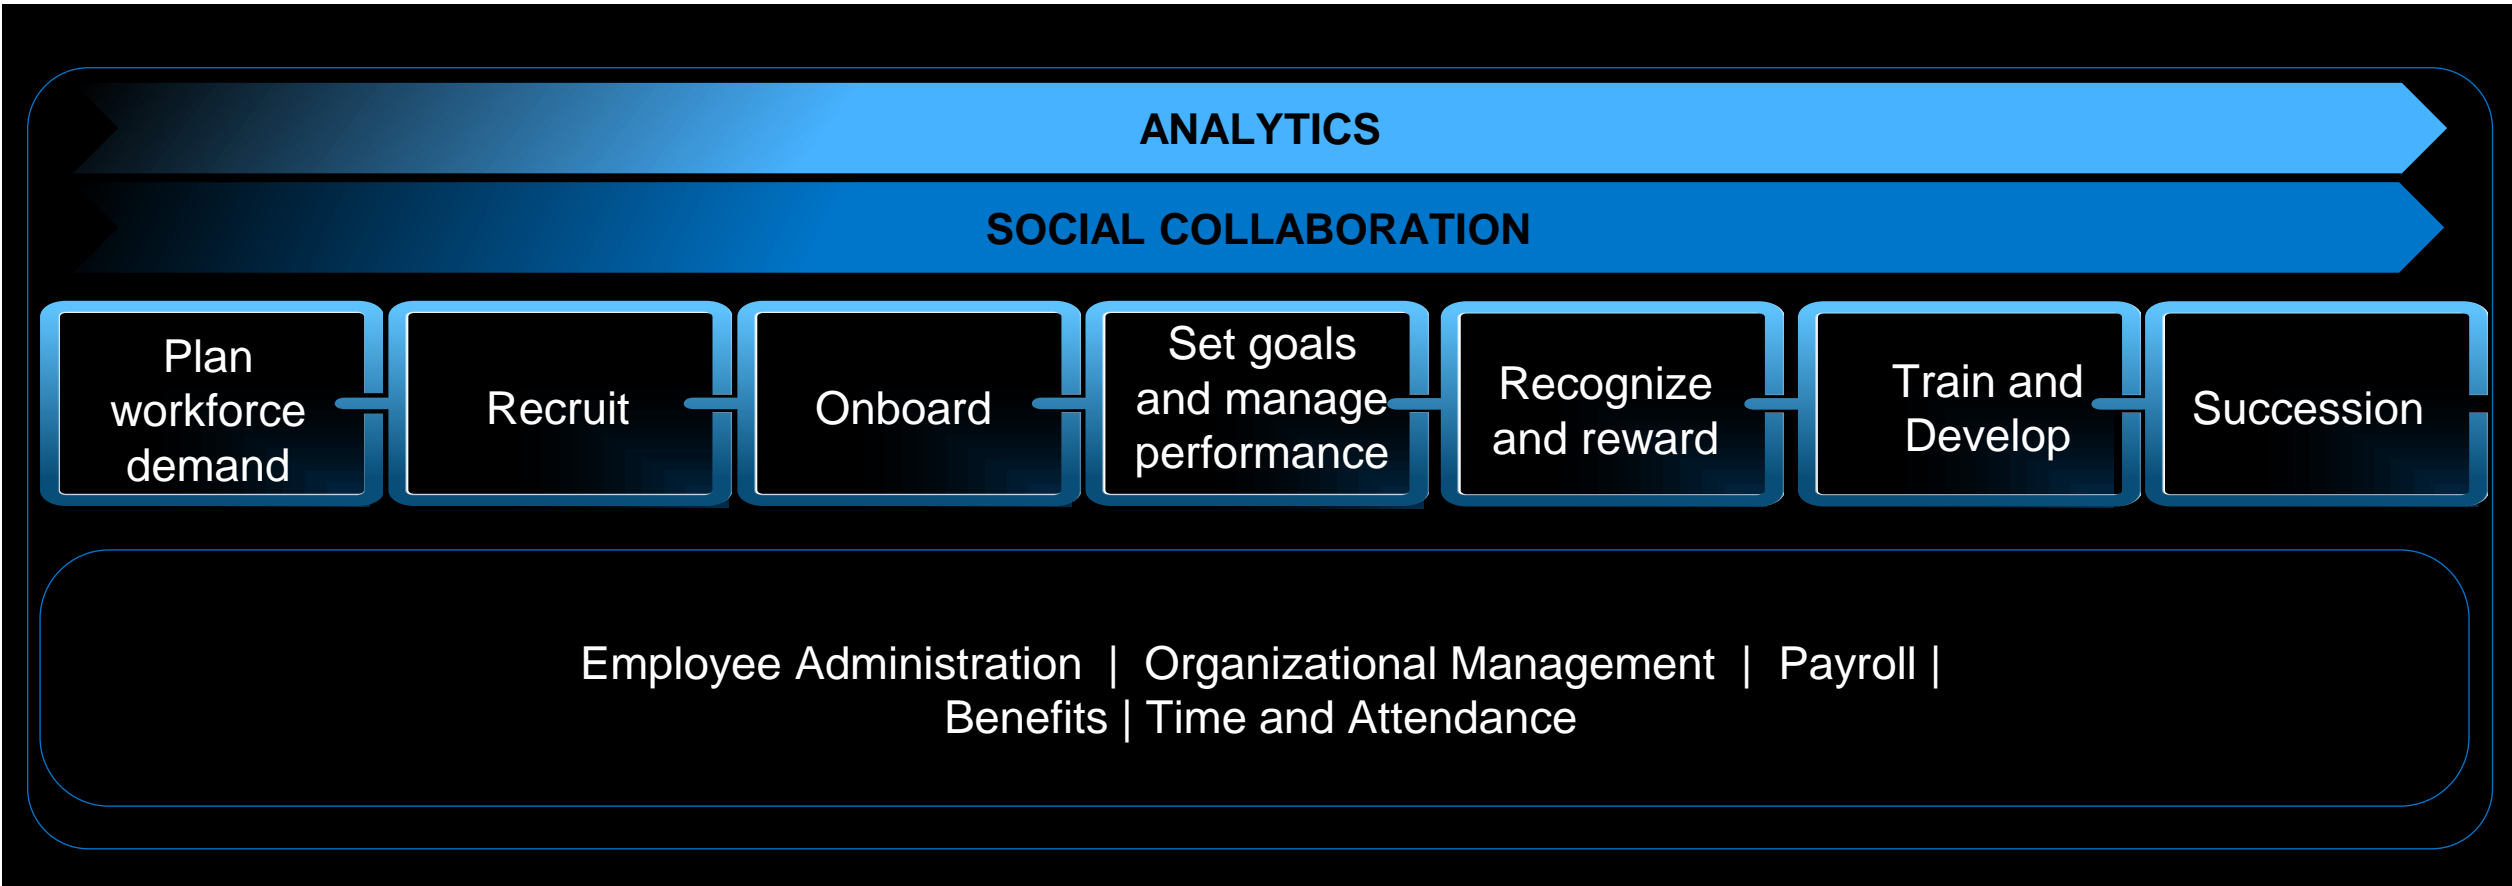 ANALYTICS
SOCIAL COLLABORATION
Plan
workforce
demand
Recruit
Onboard
Set goals
and manage
performance
Recognize
and reward
Train and
Develop
Succession
Employee Administration | Organizational Management | Payroll |
Benefits | Time and Attendance